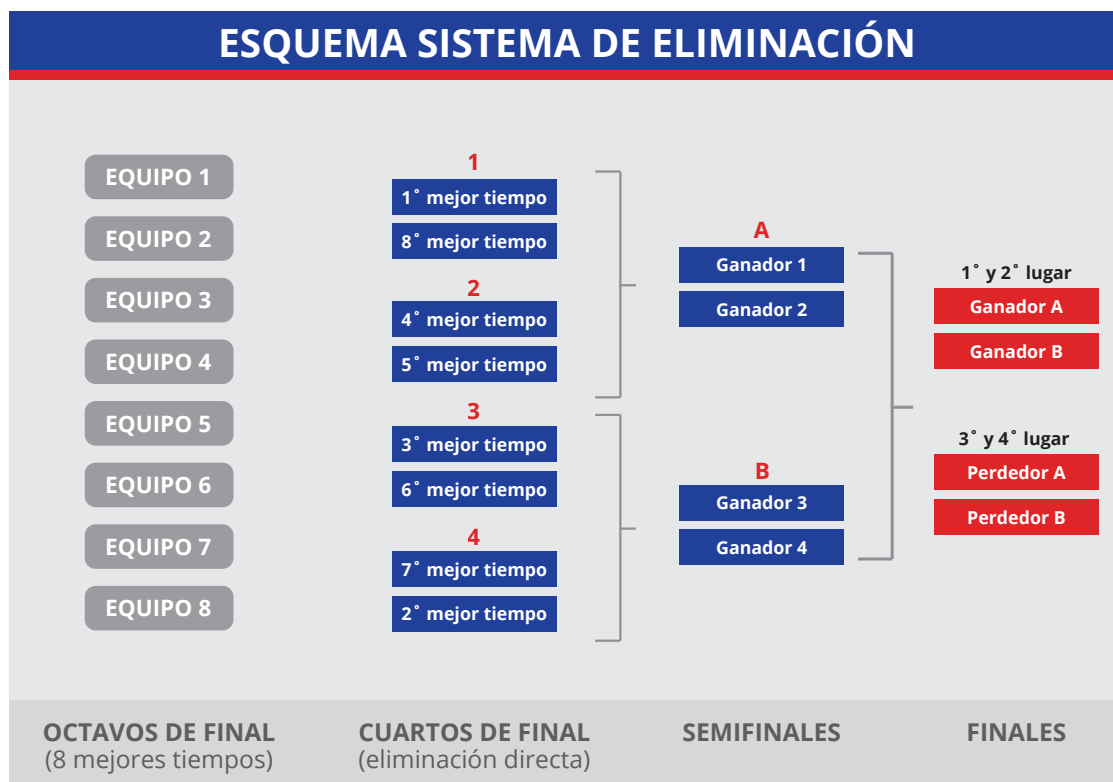 ESQUEMA SISTEMA DE ELIMINACIÓN
EQUIPO 1
EQUIPO 2
EQUIPO 3
EQUIPO 4
EQUIPO 5
EQUIPO 6
EQUIPO 7
EQUIPO 8
OCTAVOS DE FINAL
(8 mejores tiempos)
1
1˚ mejor tiempo
8˚ mejor tiempo
2
4˚ mejor tiempo
5˚ mejor tiempo
3
3˚ mejor tiempo
6˚ mejor tiempo
4
7˚ mejor tiempo
2˚ mejor tiempo
CUARTOS DE FINAL
(eliminación directa)
A
Ganador 1
Ganador 2
B
Ganador 3
Ganador 4
SEMIFINALES
1˚ y 2˚ lugar
Ganador A
Ganador B
3˚ y 4˚ lugar
Perdedor A
Perdedor B
FINALES